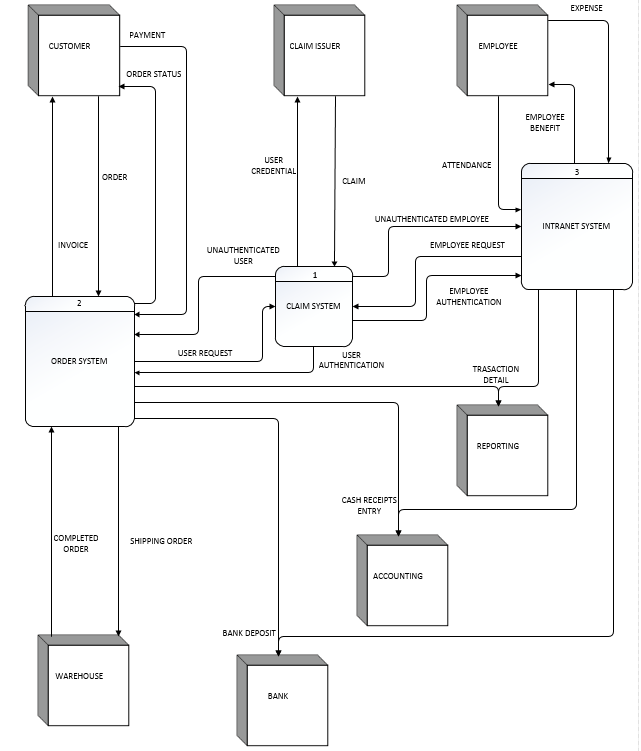 EXPENSE
CUSTOMER
PAYMENT
CLAIM ISSUER
EMPLOYEE
ORDER STATUS
EMPLOYEE
BENEFIT
USER
CREDENTIAL
ATTENDANCE
3
ORDER
CLAIM
UNAUTHENTICATED EMPLOYEE
INTRANET SYSTEM
INVOICE
UNAUTHENTICATED
USER
EMPLOYEE REQUEST
1
EMPLOYEE
AUTHENTICATION
2
CLAIM SYSTEM
ORDER SYSTEM
USER REQUEST
USER
AUTHENTICATION
TRASACTION
DETAIL
REPORTING
CASH RECEIPTS
ENTRY
COMPLETED
ORDER
SHIPPING ORDER
ACCOUNTING
BANK DEPOSIT
WAREHOUSE
BANK